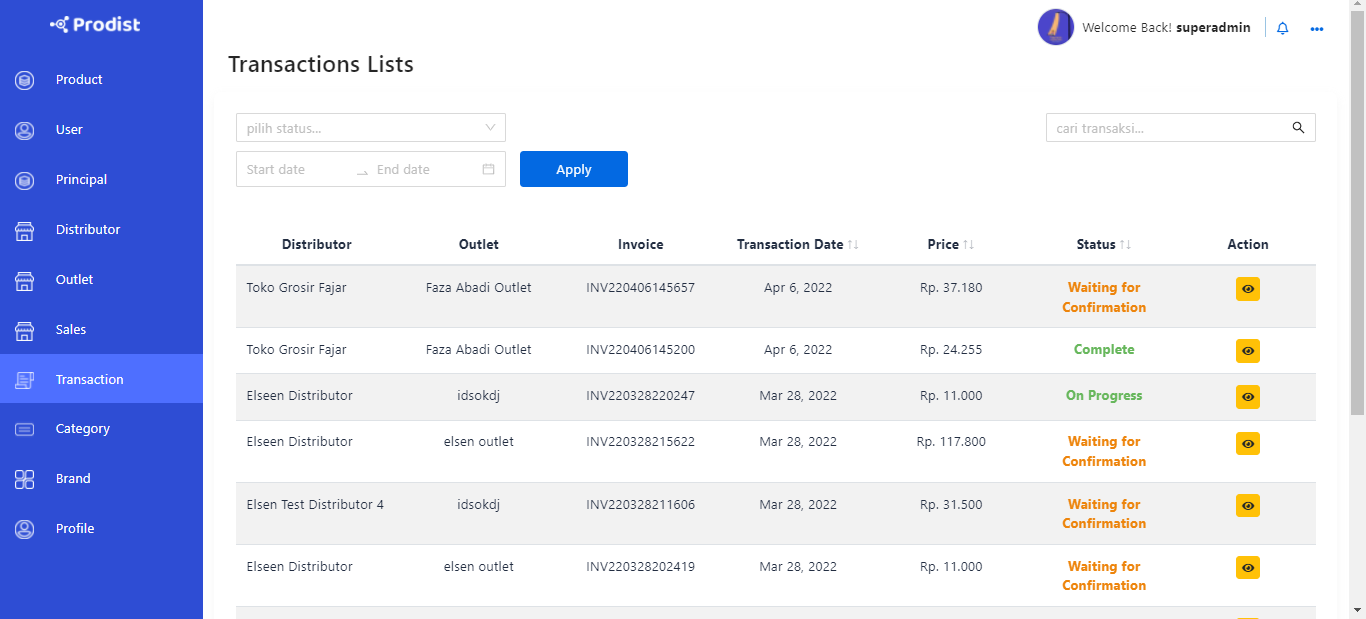 Prodist
Product
User
Principal
Distributor
Outlet
Sales
Transaction
Category
Brand
Profile
Welcome Back! superadmin
Transactions Lists
pilih status...
cari transaksi...
Start date End date
Apply
Distributor Outlet Invoice Transaction Date Price Status Action
Toko Grosir Fajar Faza Abadi Outlet INV220406145657 Apr 6, 2022 Rp. 37.180 Waiting for
Confirmation
Toko Grosir Fajar Faza Abadi Outlet INV220406145200 Apr 6, 2022 Rp. 24.255 Complete
Elseen Distributor idsokdj INV220328220247 Mar 28, 2022 Rp. 11.000 On Progress
Elseen Distributor elsen outlet INV220328215622 Mar 28, 2022 Rp. 117.800 Waiting for
Confirmation
Elsen Test Distributor 4 idsokdj INV220328211606 Mar 28, 2022 Rp. 31.500 Waiting for
Confirmation
Elseen Distributor elsen outlet INV220328202419 Mar 28, 2022 Rp. 11.000 Waiting for
Confirmation